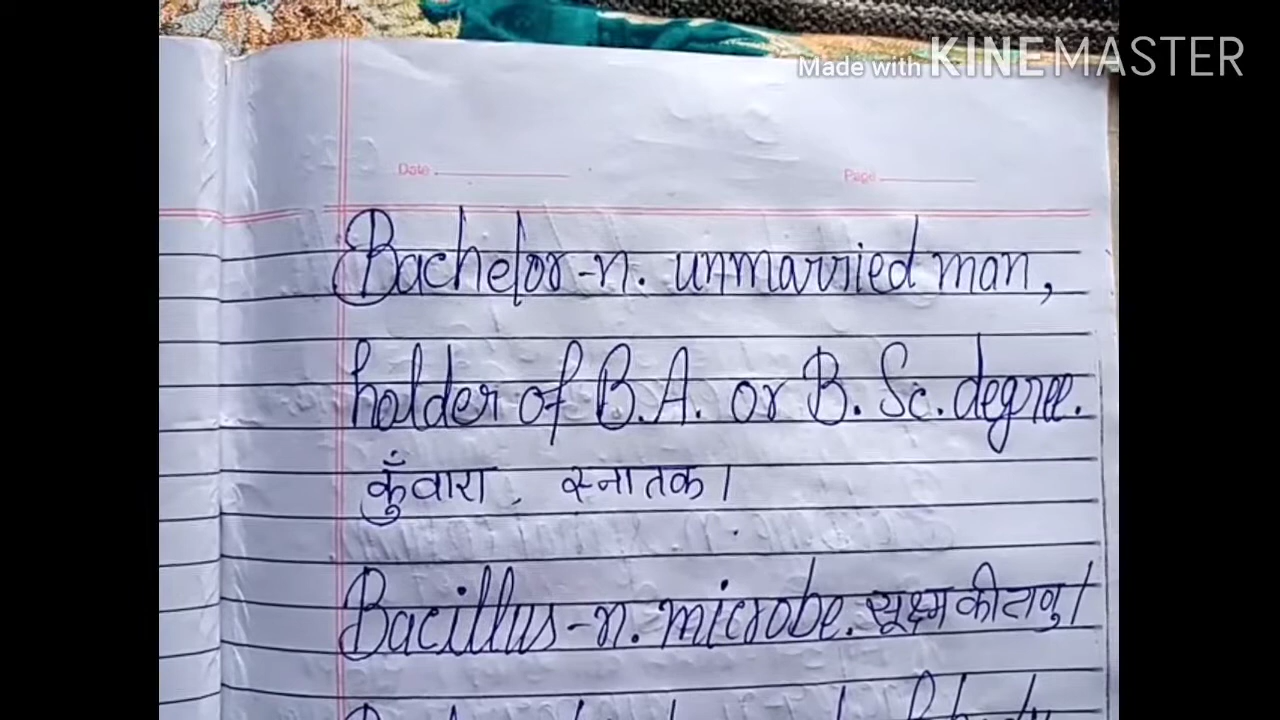 Made with KINEMASTER
Date
Page
Bachelor-n. unmarried man,
holder of B.A. or B. Sc. degree.
कुँवारा, स्नातक।
Bacillus-n. microbe. सूक्ष्म कीटानु।